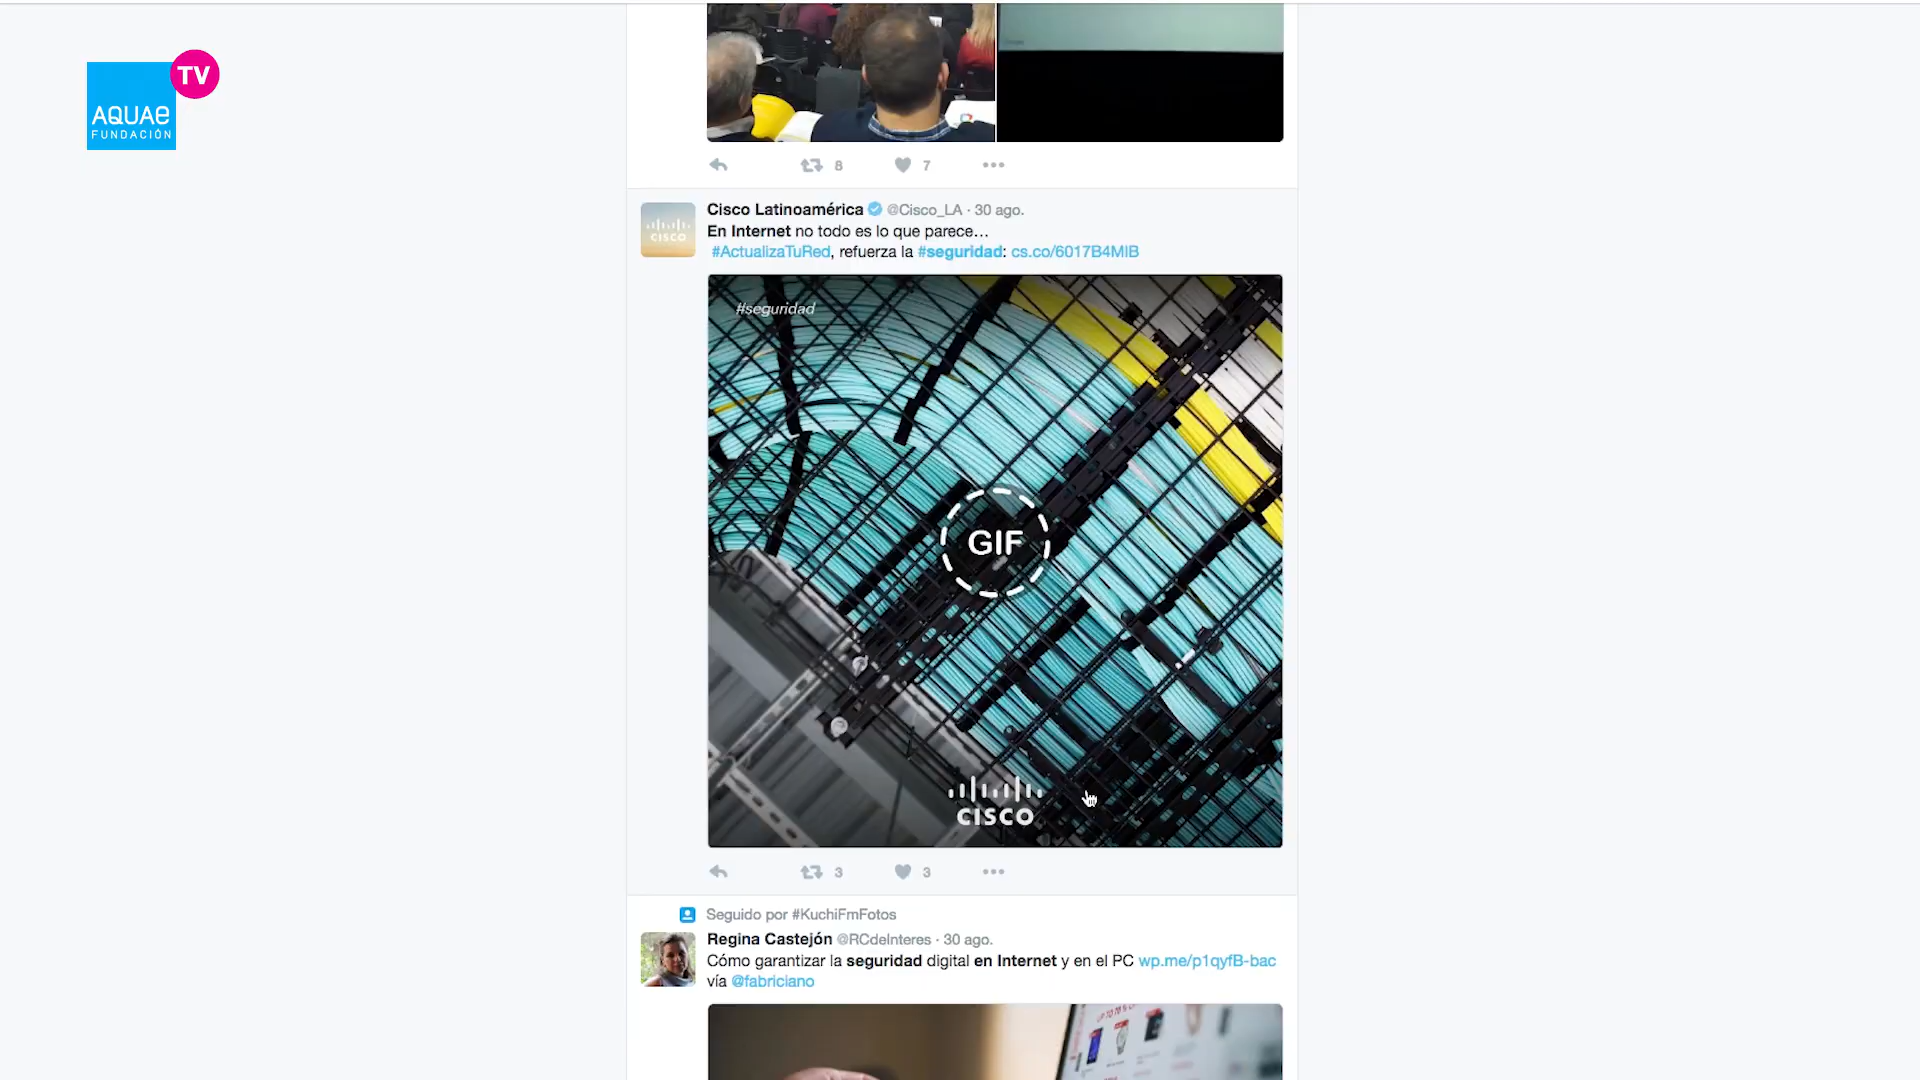 TV
AQUAE
FUNDACIÓN
8
7
Cisco Latinoamérica @Cisco_LA · 30 ago.
En Internet no todo es lo que parece…
#ActualizaTuRed, refuerza la #seguridad: cs.co/6017B4MIB
CISCO
#seguridad
GIF
CISCO
3
3
Seguido por #KuchiFmFotos
Regina Castejón @RCdeInteres · 30 ago.
Cómo garantizar la seguridad digital en Internet y en el PC wp.me/p1qyfB-bac
vía @fabriciano